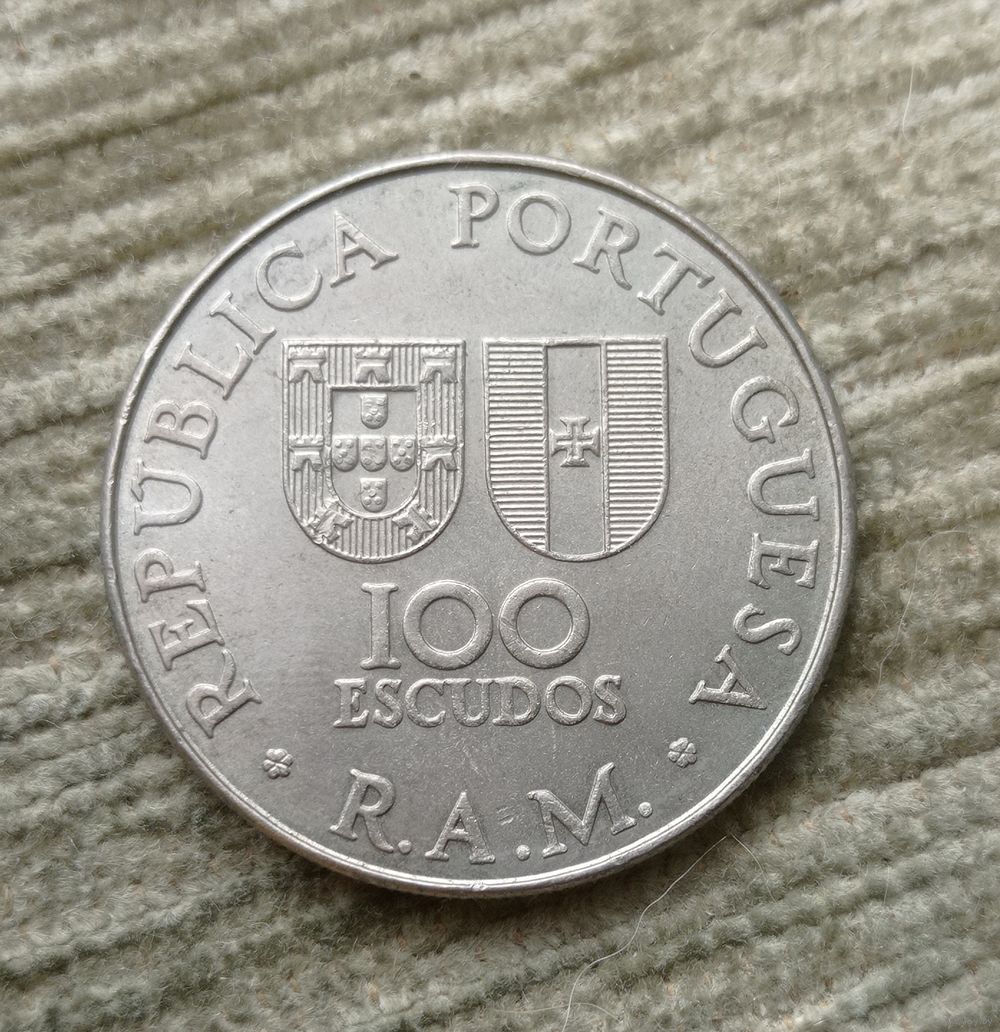 REPÚBLICA PORTUGUESA
100
ESCUDOS
R.A.M.